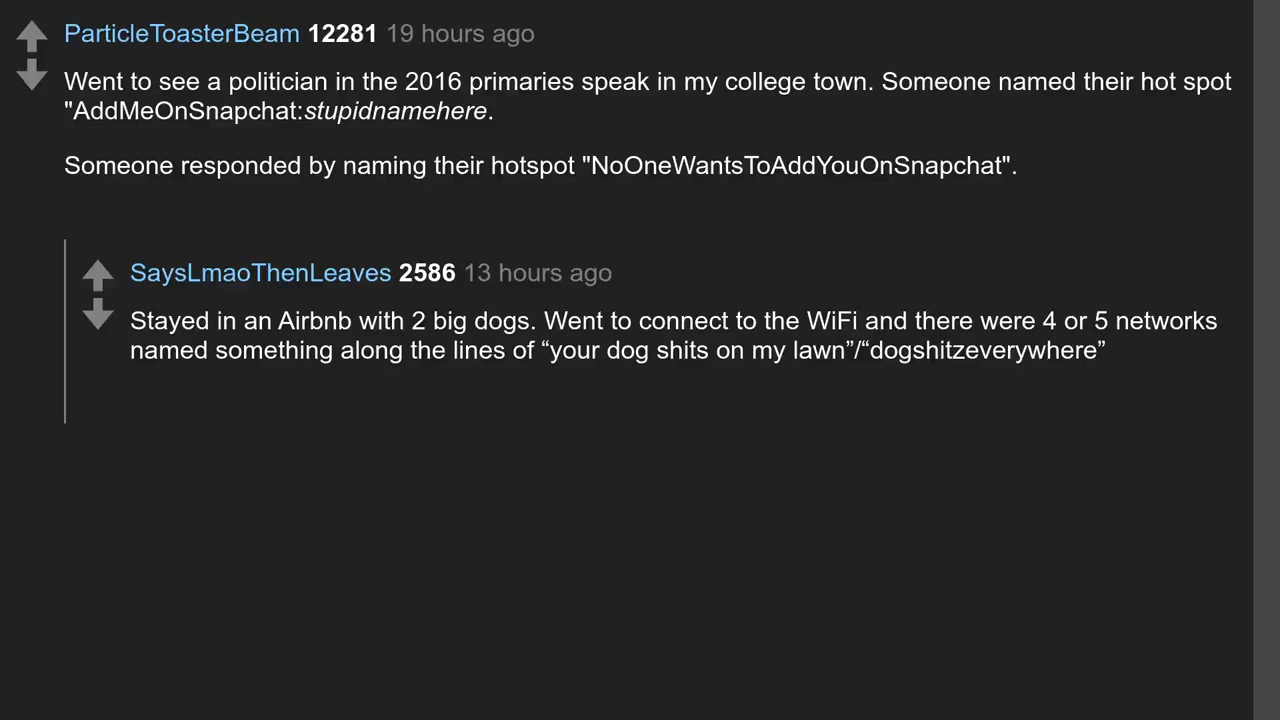 ParticleToasterBeam 12281 19 hours ago
Went to see a politician in the 2016 primaries speak in my college town. Someone named their hot spot
"AddMeOnSnapchat:stupidnamehere.
Someone responded by naming their hotspot "NoOneWantsToAddYouOnSnapchat".
SaysLmaoThenLeaves 2586 13 hours ago
Stayed in an Airbnb with 2 big dogs. Went to connect to the WiFi and there were 4 or 5 networks
named something along the lines of “your dog shits on my lawn”/“dogshitzeverywhere”